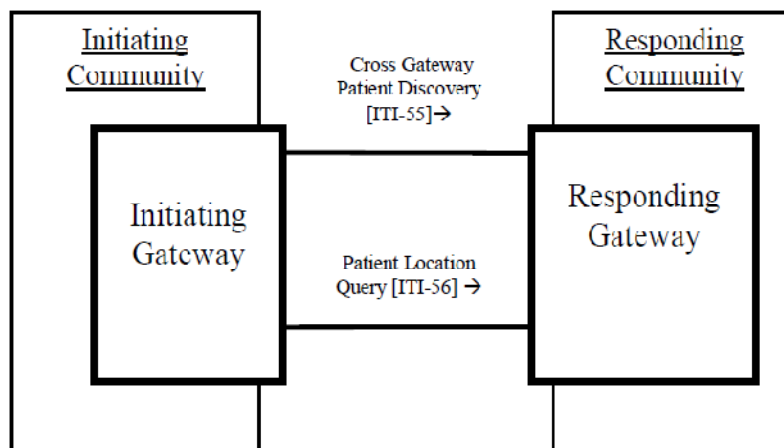 Initiating
Community
Cross Gateway
Patient Discovery
[ITI-55]→
Responding
Community
Initiating
Gateway
Responding
Gateway
Patient Location
Query [ITI-56] →